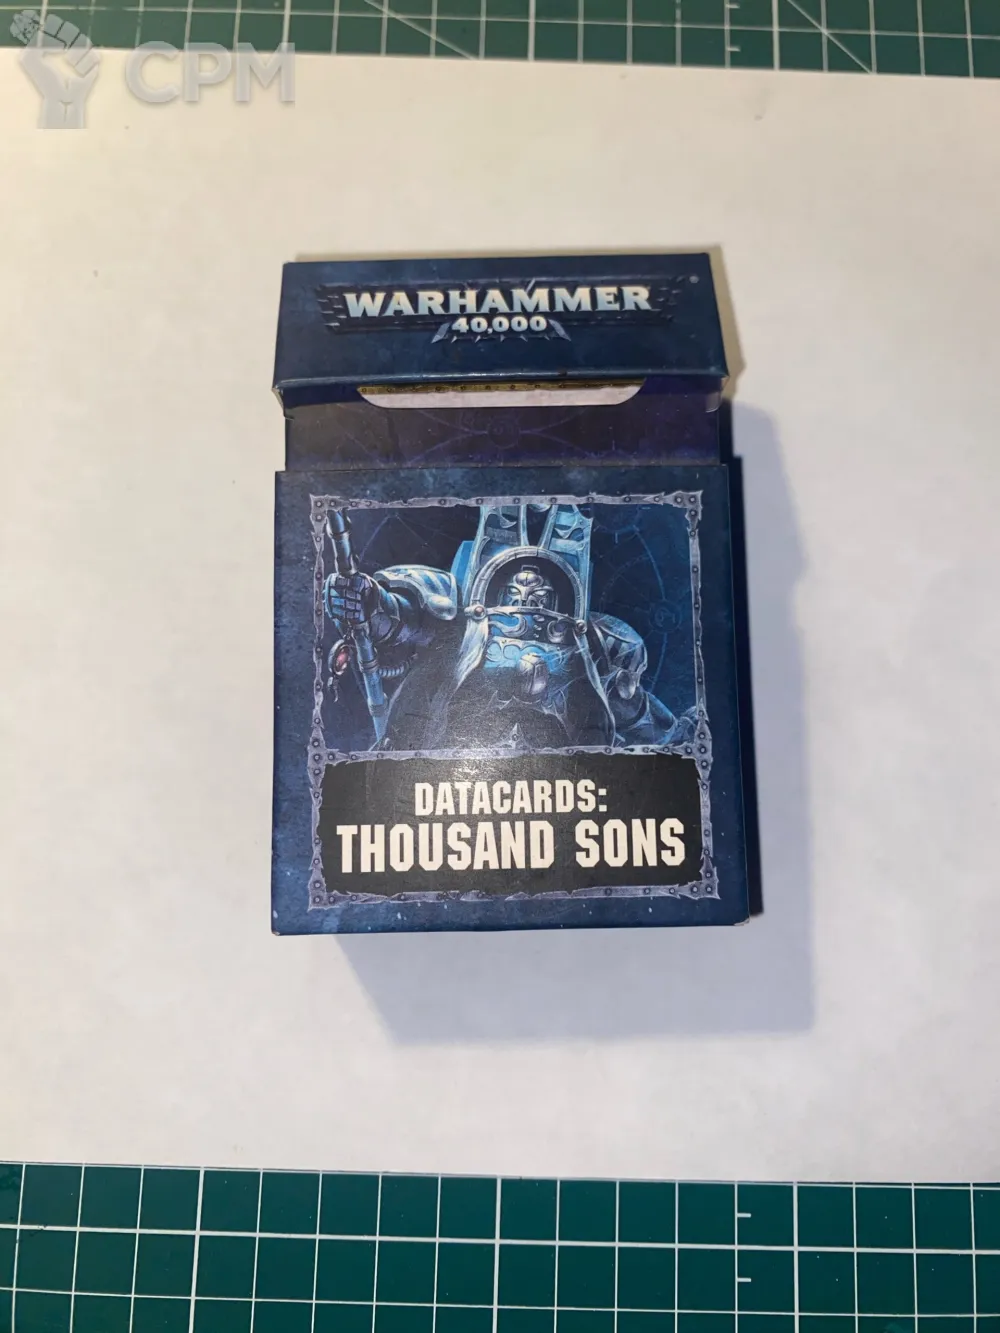 CPM
WARHAMMER
40,000
DATACARDS:
THOUSAND SONS